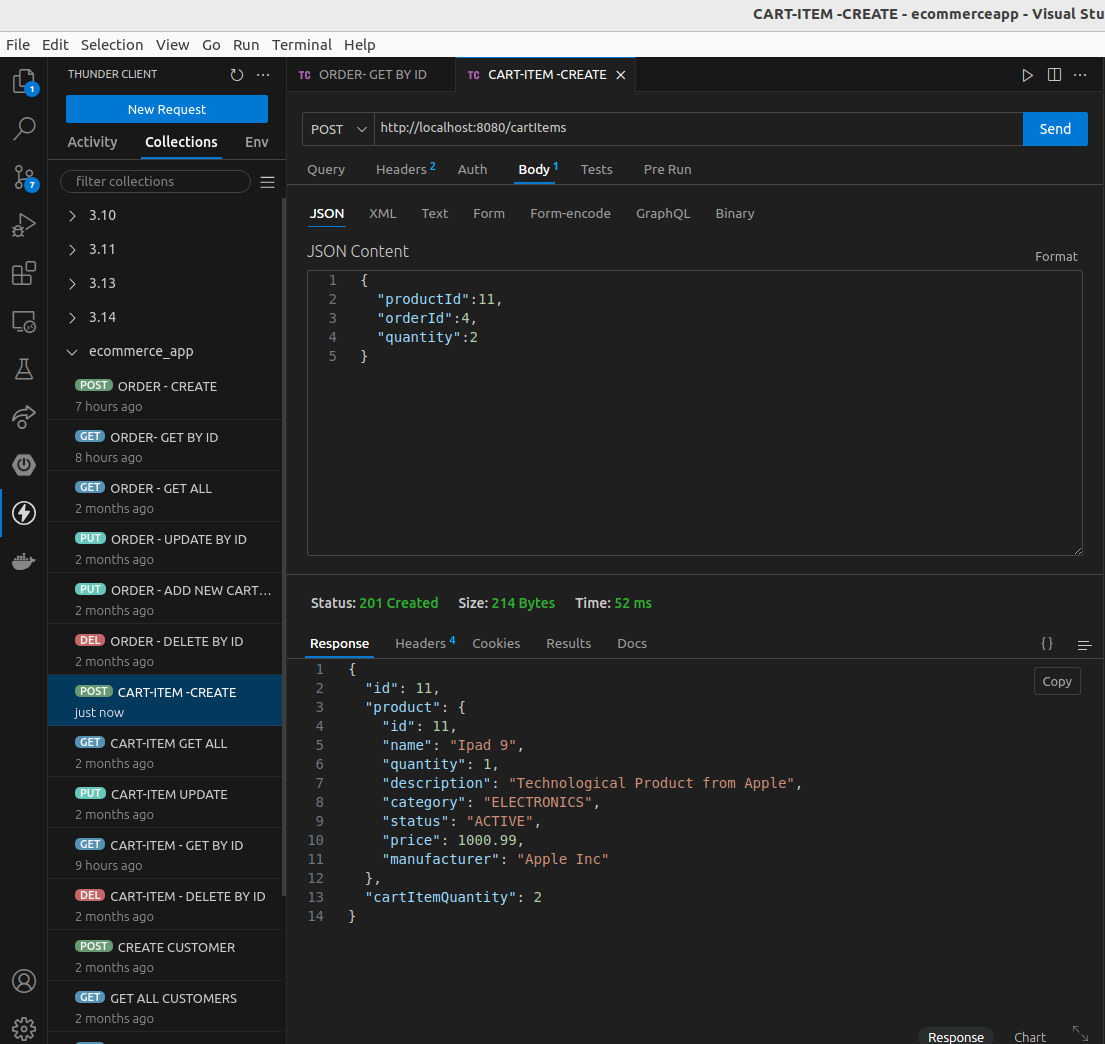 CART-ITEM -CREATE - ecommerceapp - Visual Stu
File Edit Selection View Go Run Terminal Help
THUNDER CLIENT
New Request
Activity Collections Env
filter collections
3.10
3.11
3.13
3.14
ecommerce_app
POST ORDER - CREATE
7 hours ago
GET ORDER- GET BY ID
8 hours ago
GET ORDER - GET ALL
2 months ago
PUT ORDER - UPDATE BY ID
2 months ago
PUT ORDER - ADD NEW CART...
2 months ago
DEL ORDER - DELETE BY ID
2 months ago
POST CART-ITEM -CREATE
just now
GET CART-ITEM GET ALL
2 months ago
PUT CART-ITEM UPDATE
2 months ago
GET CART-ITEM - GET BY ID
9 hours ago
DEL CART-ITEM - DELETE BY ID
2 months ago
POST CREATE CUSTOMER
2 months ago
GET GET ALL CUSTOMERS
2 months ago
1
7
TC ORDER- GET BY ID TC CART-ITEM -CREATE
POST http://localhost:8080/cartItems Send
Query Headers 2 Auth Body 1 Tests Pre Run
JSON XML Text Form Form-encode GraphQL Binary
JSON Content
Format
1 {
2 "productId":11,
3 "orderId":4,
4 "quantity":2
5 }
Status: 201 Created Size: 214 Bytes Time: 52 ms
Response Headers 4 Cookies Results Docs {}
Copy
1 {
2 "id": 11,
3 "product": {
4 "id": 11,
5 "name": "Ipad 9",
6 "quantity": 1,
7 "description": "Technological Product from Apple",
8 "category": "ELECTRONICS",
9 "status": "ACTIVE",
10 "price": 1000.99,
11 "manufacturer": "Apple Inc"
12 },
13 "cartItemQuantity": 2
14 }
Response Chart